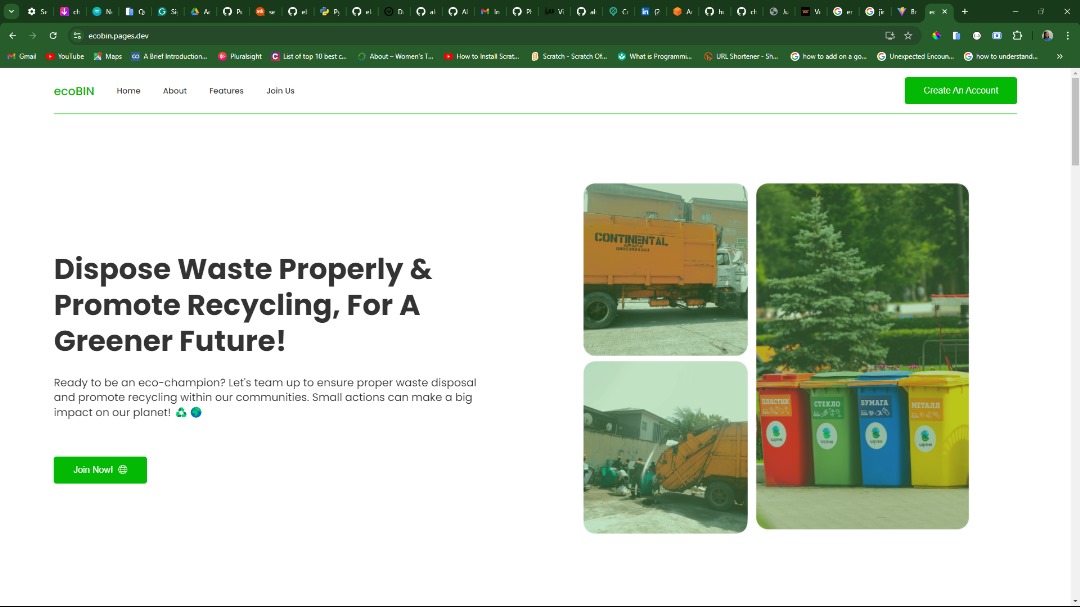 ecobin.pages.dev
Gmail
YouTube
Maps
A Brief Introduction...
Pluralsight
List of top 10 best c...
About – Women's T...
How to Install Scrat...
Scratch - Scratch Of...
What is Programmi...
URL Shortener - Sh...
how to add on a go...
Unexpected Encoun...
how to understand...
ecoBIN
Home
About
Features
Join Us
Create An Account
Dispose Waste Properly &
Promote Recycling, For A
Greener Future!
Ready to be an eco-champion? Let's team up to ensure proper waste disposal
and promote recycling within our communities. Small actions can make a big
impact on our planet! ♻️ 🌍
Join Now!
CONTINENTAL
ПЛАСТИК
СТЕКЛО
БУМАГА
МЕТАЛЛ